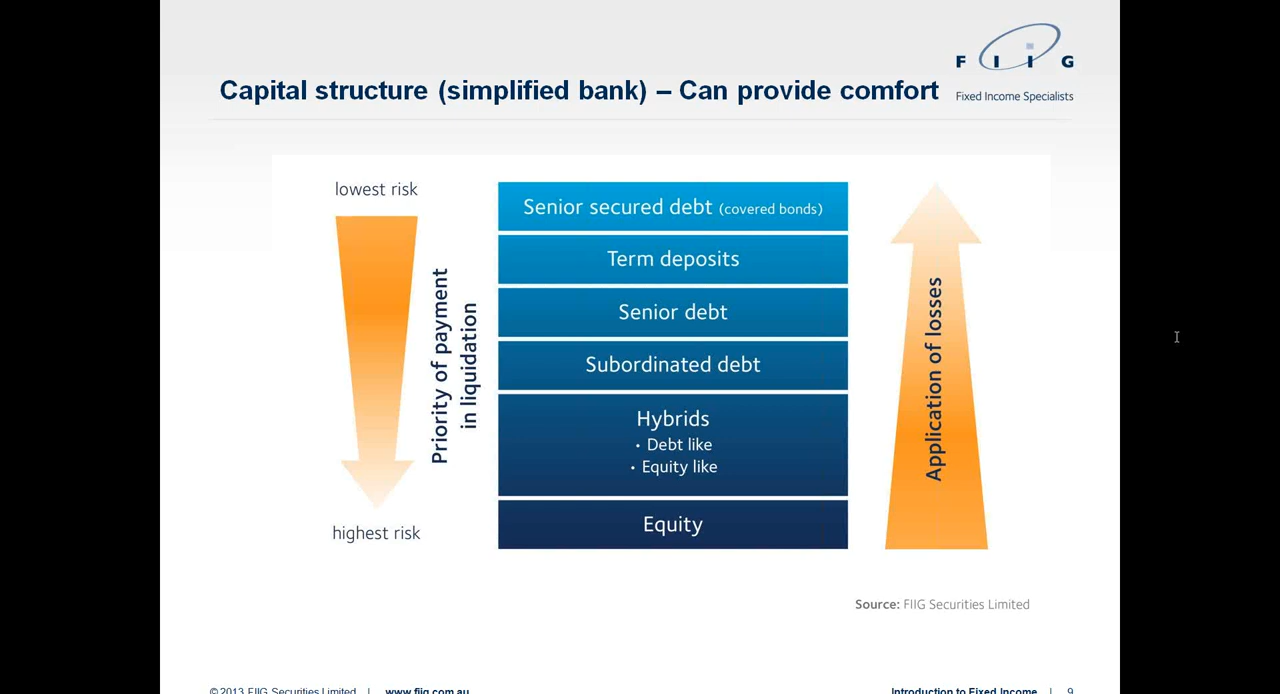 F I I G
Capital structure (simplified bank) – Can provide comfort
Fixed Income Specialists
lowest risk
Priority of payment
in liquidation
highest risk
Senior secured debt (covered bonds)
Term deposits
Senior debt
Subordinated debt
Hybrids
• Debt like
• Equity like
Equity
Application of losses
Source: FIIG Securities Limited
©2013 FIIG Securities Limited | www.fiig.com.au
Introduction to Fixed Income | 9